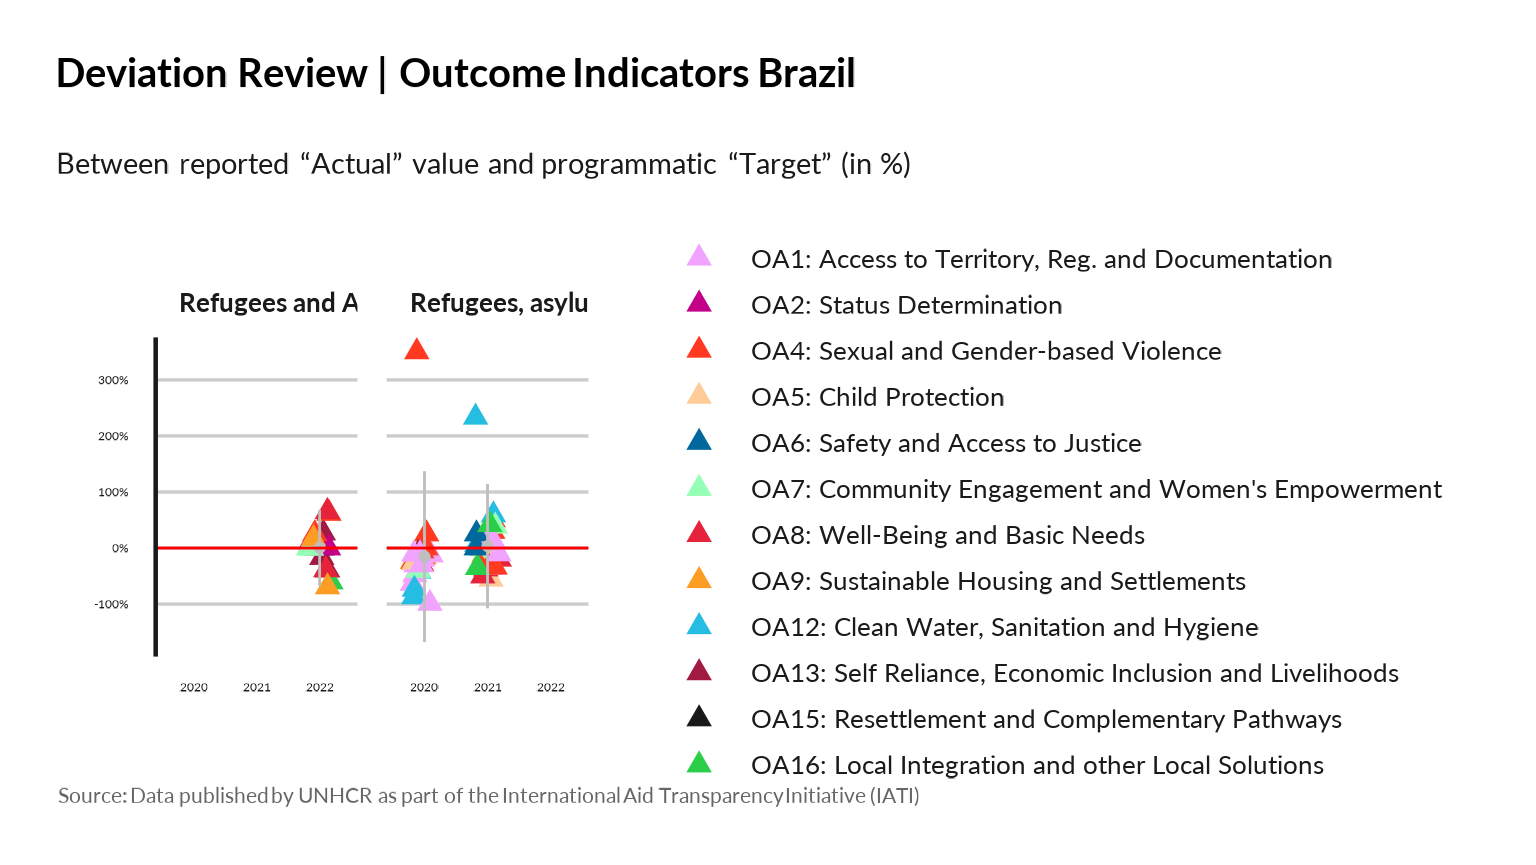 Deviation Review | Outcome Indicators Brazil
Between reported “Actual” value and programmatic “Target” (in %)
Refugees and A
Refugees, asylu
300%
200%
100%
0%
-100%
2020 2021 2022
2020 2021 2022
OA1: Access to Territory, Reg. and Documentation
OA2: Status Determination
OA4: Sexual and Gender-based Violence
OA5: Child Protection
OA6: Safety and Access to Justice
OA7: Community Engagement and Women's Empowerment
OA8: Well-Being and Basic Needs
OA9: Sustainable Housing and Settlements
OA12: Clean Water, Sanitation and Hygiene
OA13: Self Reliance, Economic Inclusion and Livelihoods
OA15: Resettlement and Complementary Pathways
OA16: Local Integration and other Local Solutions
Source: Data published by UNHCR as part of the International Aid Transparency Initiative (IATI)